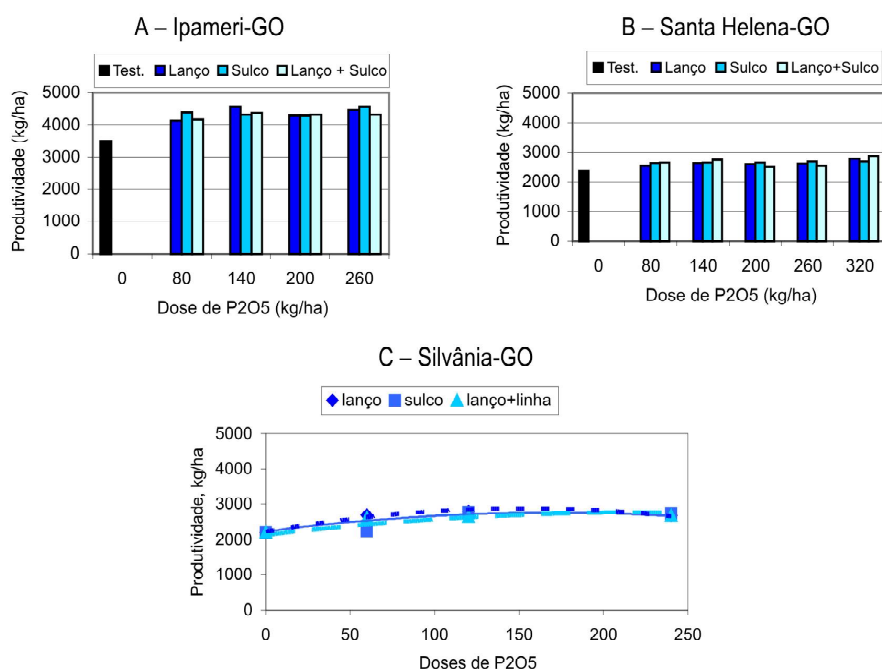 A – Ipameri-GO
Test. Lanço Sulco Lanço + Sulco
Produtividade (kg/ha)
5000
4000
3000
2000
1000
0
0 80 140 200 260
Dose de P2O5 (kg/ha)
B – Santa Helena-GO
Test. Lanço Sulco Lanço+Sulco
Produtividade (kg/ha)
5000
4000
3000
2000
1000
0
0 80 140 200 260 320
Dose de P2O5 (kg/ha)
C – Silvânia-GO
lanço sulco lanço+linha
Produtividade, kg/ha
5000
4000
3000
2000
1000
0
0 50 100 150 200 250
Doses de P2O5